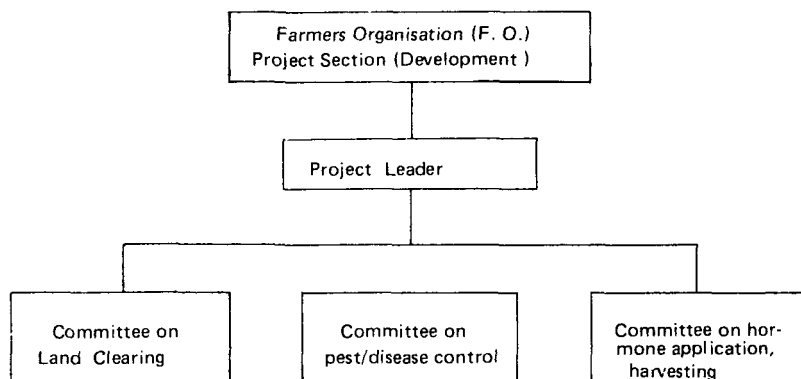 Farmers Organisation (F. O.)
Project Section (Development )
Project Leader
Committee on
Land Clearing
Committee on
pest/disease control
Committee on hor-
mone application,
harvesting